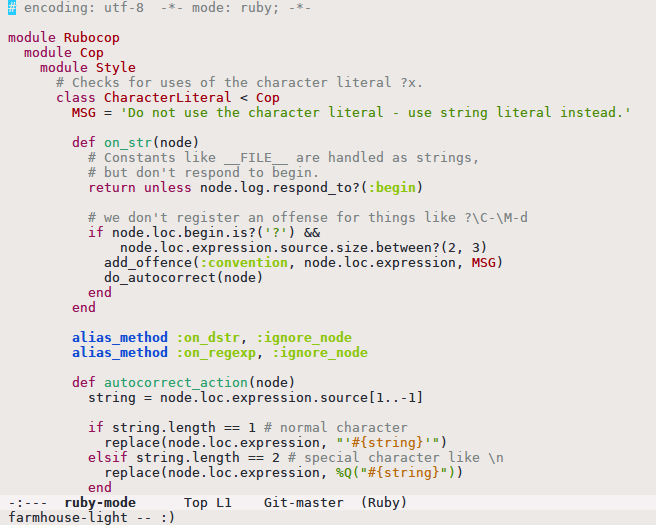 # encoding: utf-8  -*- mode: ruby; -*-

module Rubocop
  module Cop
    module Style
      # Checks for uses of the character literal ?x.
      class CharacterLiteral < Cop
        MSG = 'Do not use the character literal - use string literal instead.'

        def on_str(node)
          # Constants like __FILE__ are handled as strings,
          # but don't respond to begin.
          return unless node.log.respond_to?(:begin)

          # we don't register an offense for things like ?\C-\M-d
          if node.loc.begin.is?('?') &&
              node.loc.expression.source.size.between?(2, 3)
            add_offence(:convention, node.loc.expression, MSG)
            do_autocorrect(node)
          end
        end

        alias_method :on_dstr, :ignore_node
        alias_method :on_regexp, :ignore_node

        def autocorrect_action(node)
          string = node.loc.expression.source[1..-1]

          if string.length == 1 # normal character
            replace(node.loc.expression, "'#{string}'")
          elsif string.length == 2 # special character like \n
            replace(node.loc.expression, %Q("#{string}"))
          end
-:---  ruby-mode      Top L1    Git-master  (Ruby)
farmhouse-light -- :)